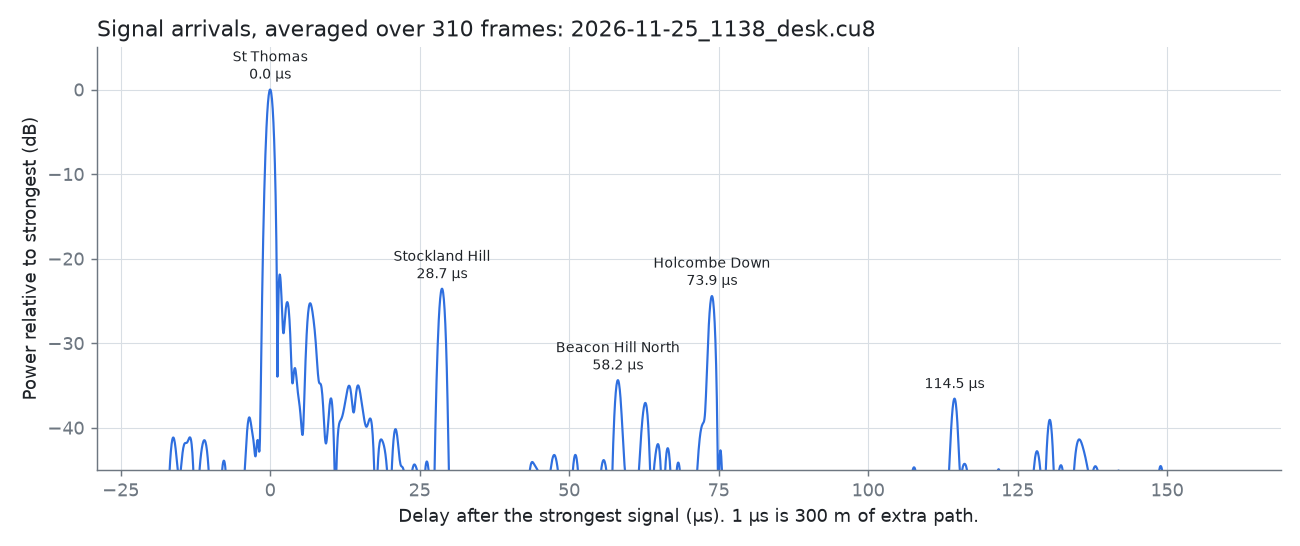 Signal arrivals, averaged over 310 frames: 2026-11-25_1138_desk.cu8
St Thomas
0.0 µs
Stockland Hill
28.7 µs
Holcombe Down
73.9 µs
Beacon Hill North
58.2 µs
114.5 µs
Power relative to strongest (dB)
0
−10
−20
−30
−40
−25
0
25
50
75
100
125
150
Delay after the strongest signal (µs). 1 µs is 300 m of extra path.